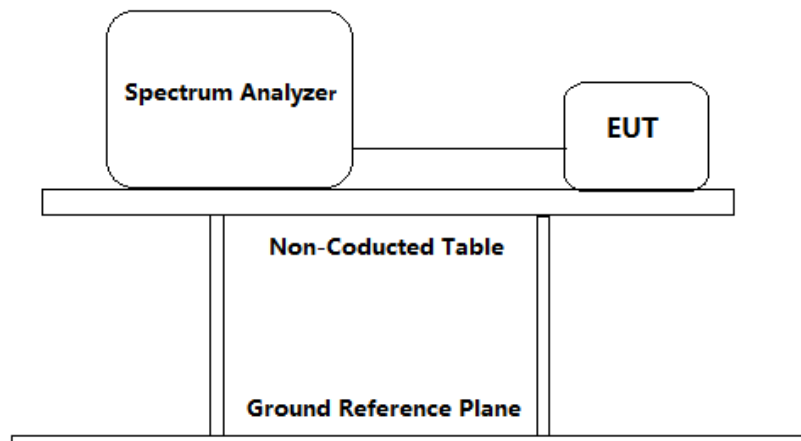 Spectrum Analyzer
EUT
Non-Coducted Table
Ground Reference Plane